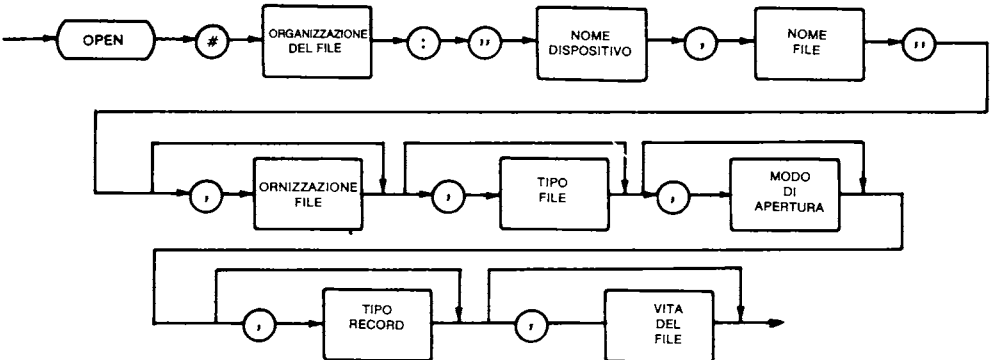 OPEN # ORGANIZZAZIONE DEL FILE : " NOME DISPOSITIVO , NOME FILE "
, ORNIZZAZIONE FILE , TIPO FILE , MODO DI APERTURA
, TIPO RECORD , VITA DEL FILE